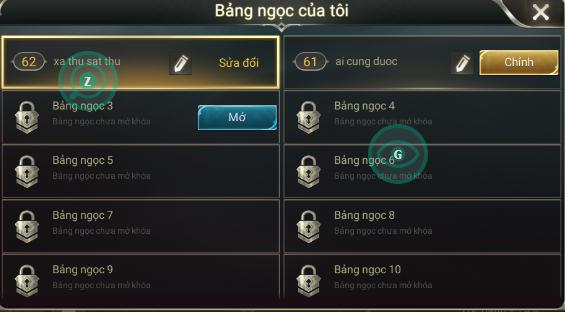 Bảng ngọc của tôi
62 xa thu sat thu Sửa đổi
61 ai cung duoc Chính
Bảng ngọc 3
Bảng ngọc chưa mở khóa
Mở
Bảng ngọc 4
Bảng ngọc chưa mở khóa
Bảng ngọc 5
Bảng ngọc chưa mở khóa
Bảng ngọc 6
Bảng ngọc chưa mở khóa
Bảng ngọc 7
Bảng ngọc chưa mở khóa
Bảng ngọc 8
Bảng ngọc chưa mở khóa
Bảng ngọc 9
Bảng ngọc chưa mở khóa
Bảng ngọc 10
Bảng ngọc chưa mở khóa
Z
G